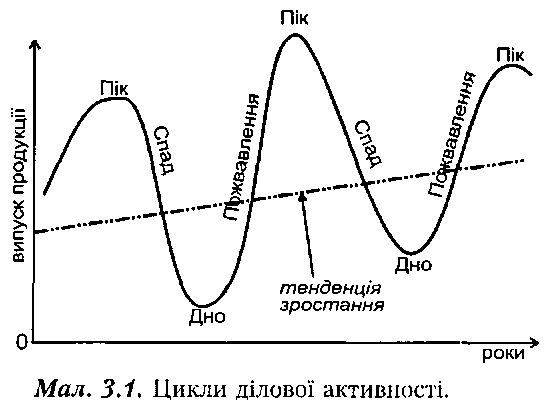 Пік
Пік
Пік
Спад
Пожвавлення
Спад
Пожвавлення
випуск продукції
Дно
тенденція
зростання
Дно
0
роки
Мал. 3.1. Цикли ділової активності.